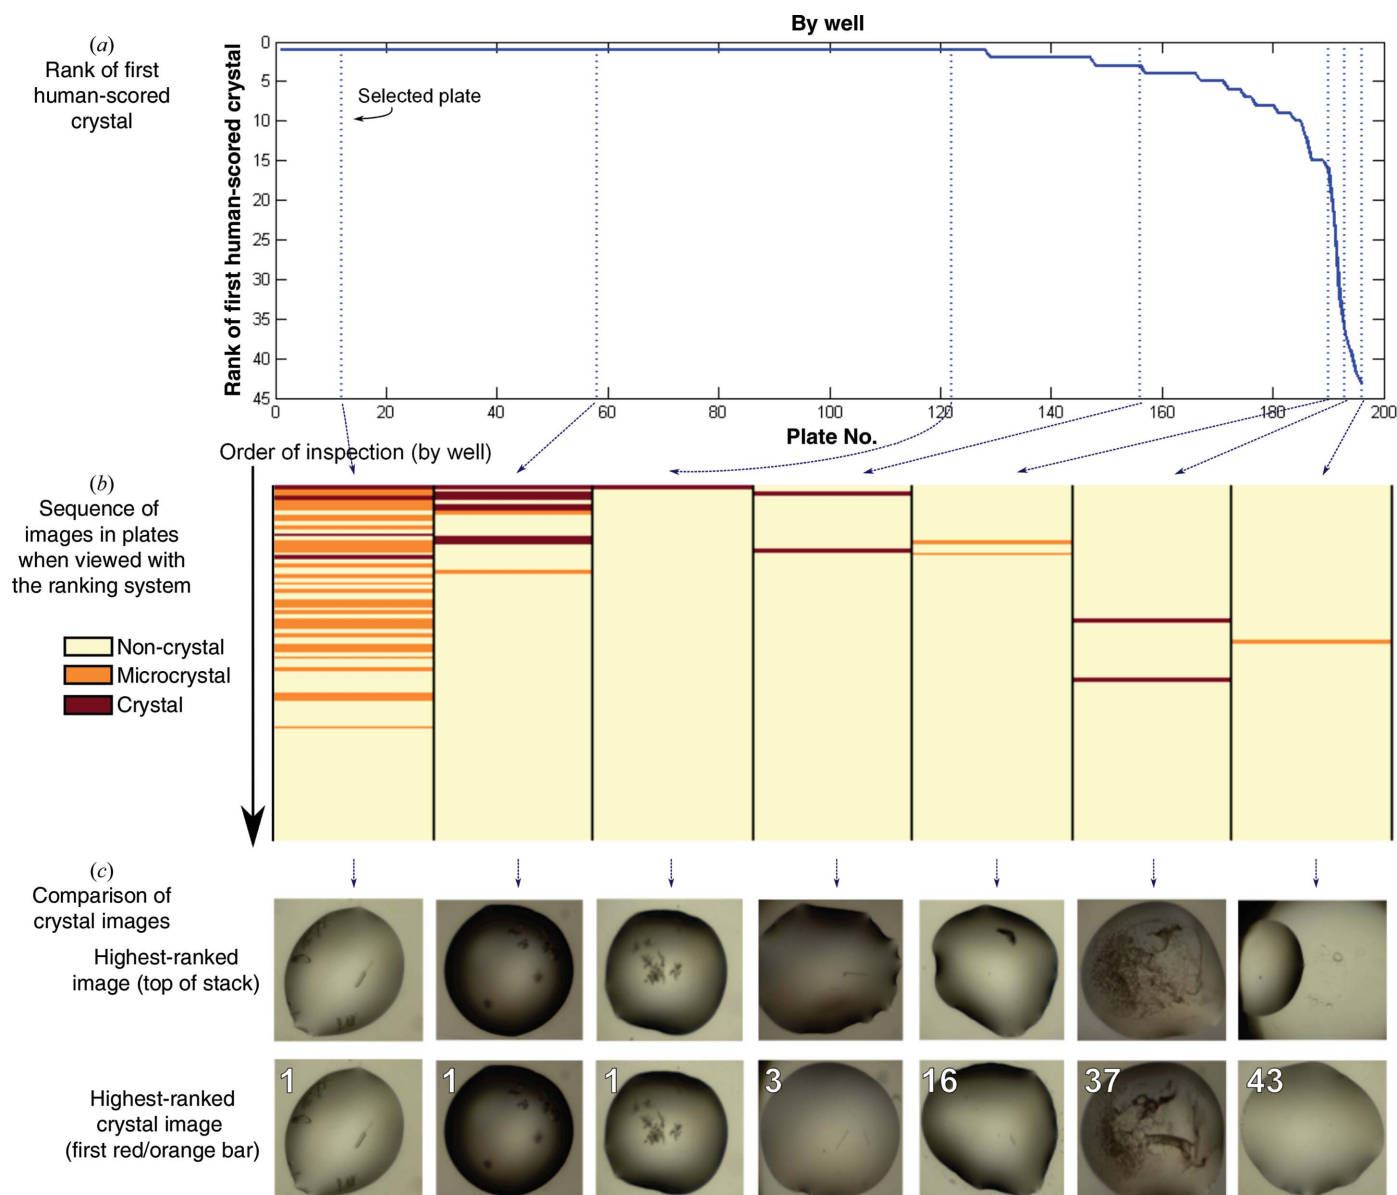 By well
(a)
Rank of first
human-scored
crystal
Rank of first human-scored crystal
0
5
10
15
20
25
30
35
40
45
Selected plate
0 20 40 60 80 100 120 140 160 180 200
Plate No.
Order of inspection (by well)
(b)
Sequence of
images in plates
when viewed with
the ranking system
Non-crystal
Microcrystal
Crystal
(c)
Comparison of
crystal images
Highest-ranked
image (top of stack)
Highest-ranked
crystal image
(first red/orange bar)
1 1 1 3 16 37 43